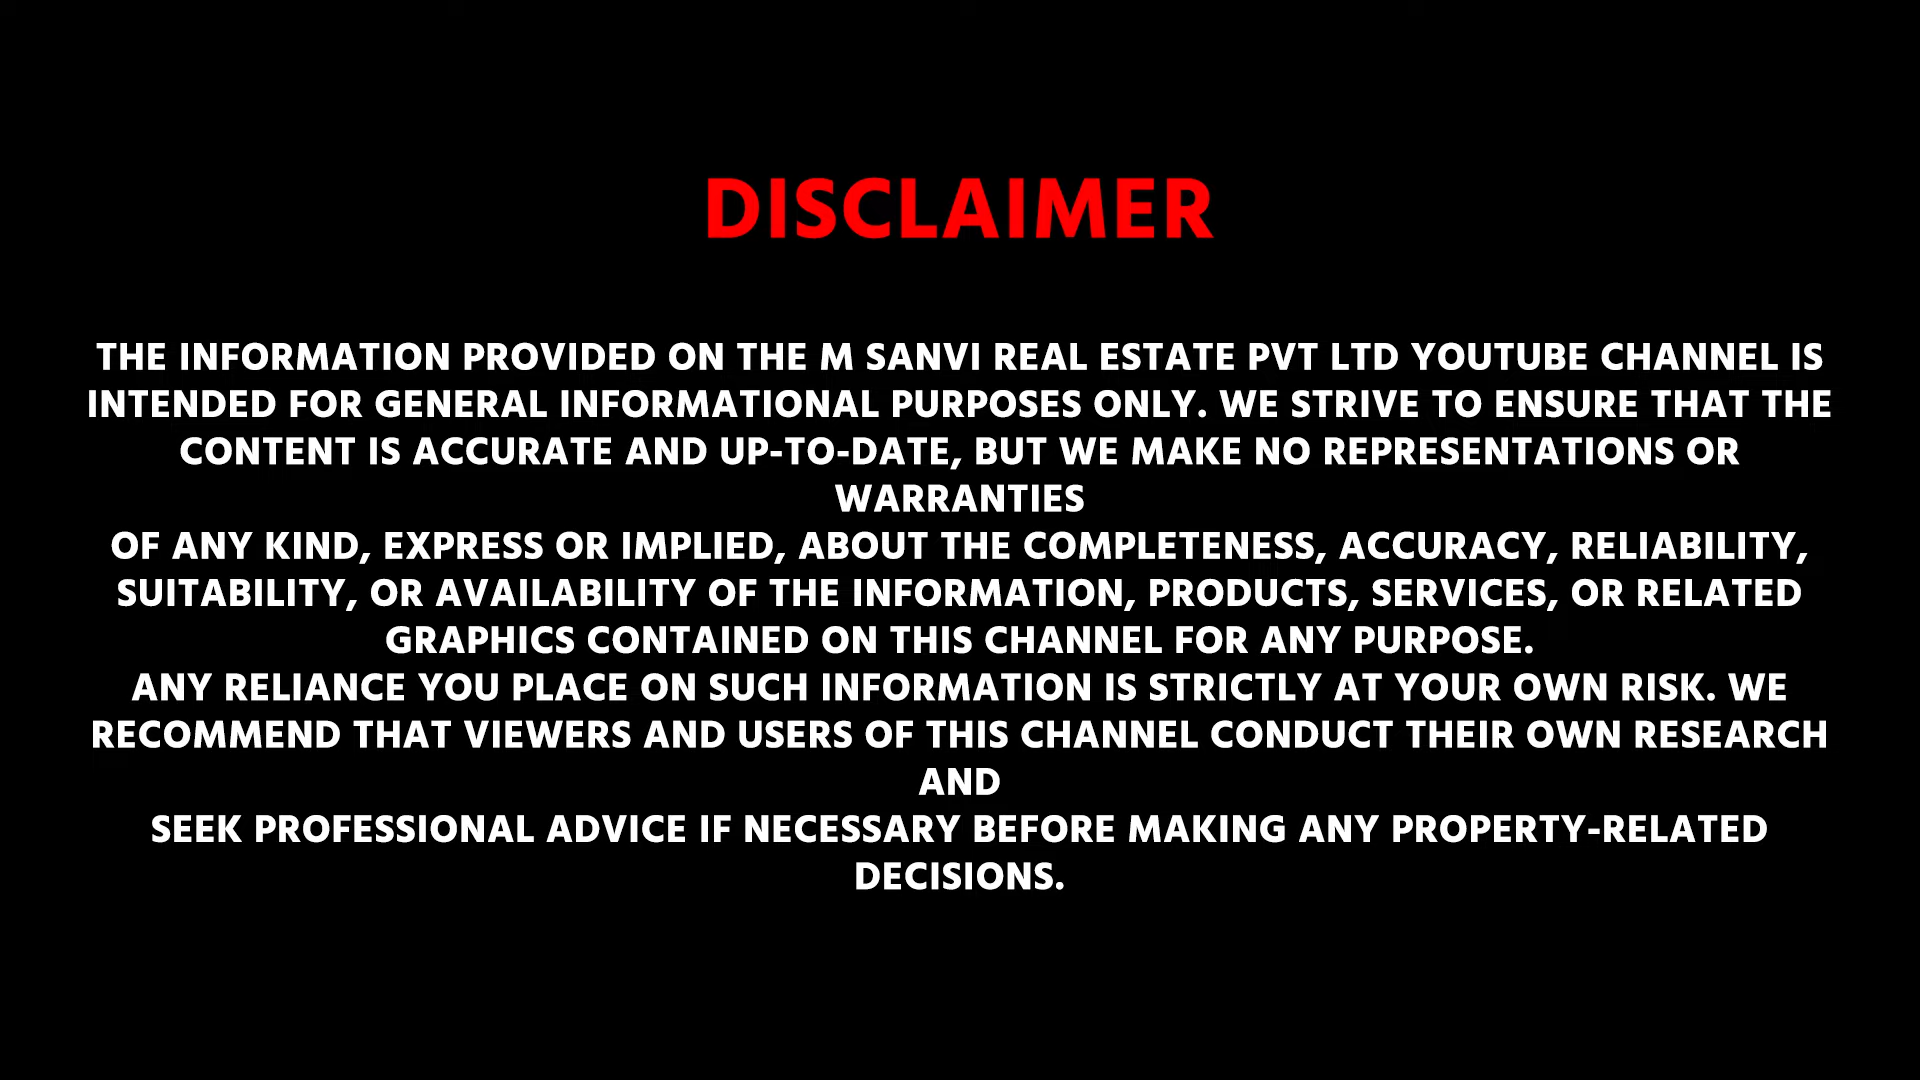 DISCLAIMER
THE INFORMATION PROVIDED ON THE M SANVI REAL ESTATE PVT LTD YOUTUBE CHANNEL IS
INTENDED FOR GENERAL INFORMATIONAL PURPOSES ONLY. WE STRIVE TO ENSURE THAT THE
CONTENT IS ACCURATE AND UP-TO-DATE, BUT WE MAKE NO REPRESENTATIONS OR
WARRANTIES
OF ANY KIND, EXPRESS OR IMPLIED, ABOUT THE COMPLETENESS, ACCURACY, RELIABILITY,
SUITABILITY, OR AVAILABILITY OF THE INFORMATION, PRODUCTS, SERVICES, OR RELATED
GRAPHICS CONTAINED ON THIS CHANNEL FOR ANY PURPOSE.
ANY RELIANCE YOU PLACE ON SUCH INFORMATION IS STRICTLY AT YOUR OWN RISK. WE
RECOMMEND THAT VIEWERS AND USERS OF THIS CHANNEL CONDUCT THEIR OWN RESEARCH
AND
SEEK PROFESSIONAL ADVICE IF NECESSARY BEFORE MAKING ANY PROPERTY-RELATED
DECISIONS.